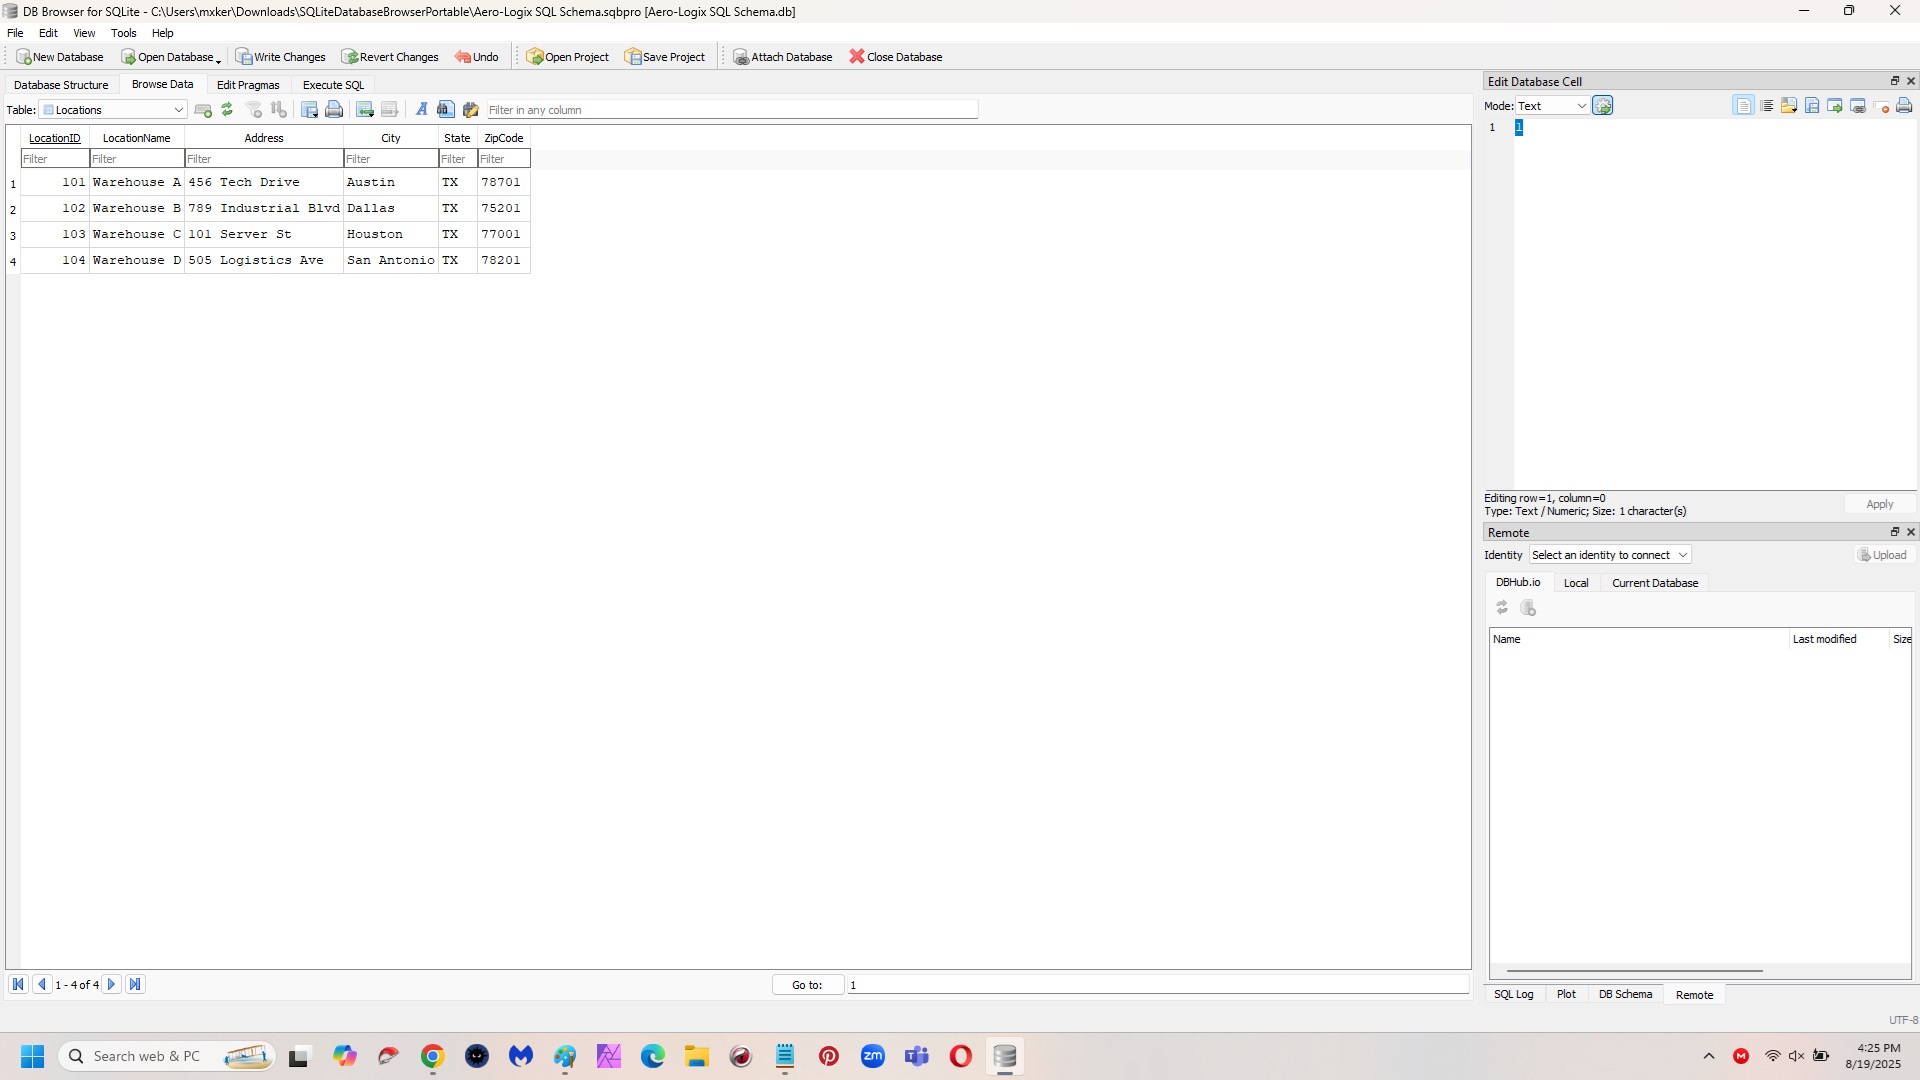 DB Browser for SQLite - C:\Users\mxker\Downloads\SQLiteDatabaseBrowserPortable\Aero-Logix SQL Schema.sqbpro [Aero-Logix SQL Schema.db]
File Edit View Tools Help
New Database Open Database Write Changes Revert Changes Undo Open Project Save Project Attach Database Close Database
Database Structure Browse Data Edit Pragmas Execute SQL
Table: Locations Filter in any column
LocationID LocationName Address City State ZipCode
Filter Filter Filter Filter Filter Filter
1 101 Warehouse A 456 Tech Drive Austin TX 78701
2 102 Warehouse B 789 Industrial Blvd Dallas TX 75201
3 103 Warehouse C 101 Server St Houston TX 77001
4 104 Warehouse D 505 Logistics Ave San Antonio TX 78201
1 - 4 of 4 Go to: 1
Edit Database Cell
Mode: Text
1 1
Editing row=1, column=0
Type: Text / Numeric; Size: 1 character(s)
Apply
Remote
Identity Select an identity to connect Upload
DBHub.io Local Current Database
Name Last modified Size
SQL Log Plot DB Schema Remote
UTF-8
Search web & PC
zm
4:25 PM
8/19/2025